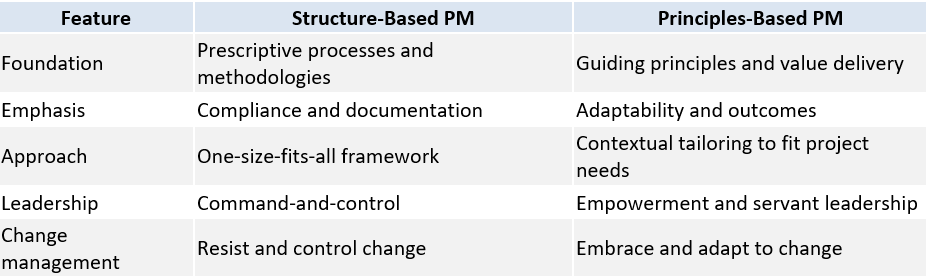 Feature Structure-Based PM Principles-Based PM
Foundation Prescriptive processes and methodologies Guiding principles and value delivery
Emphasis Compliance and documentation Adaptability and outcomes
Approach One-size-fits-all framework Contextual tailoring to fit project needs
Leadership Command-and-control Empowerment and servant leadership
Change management Resist and control change Embrace and adapt to change